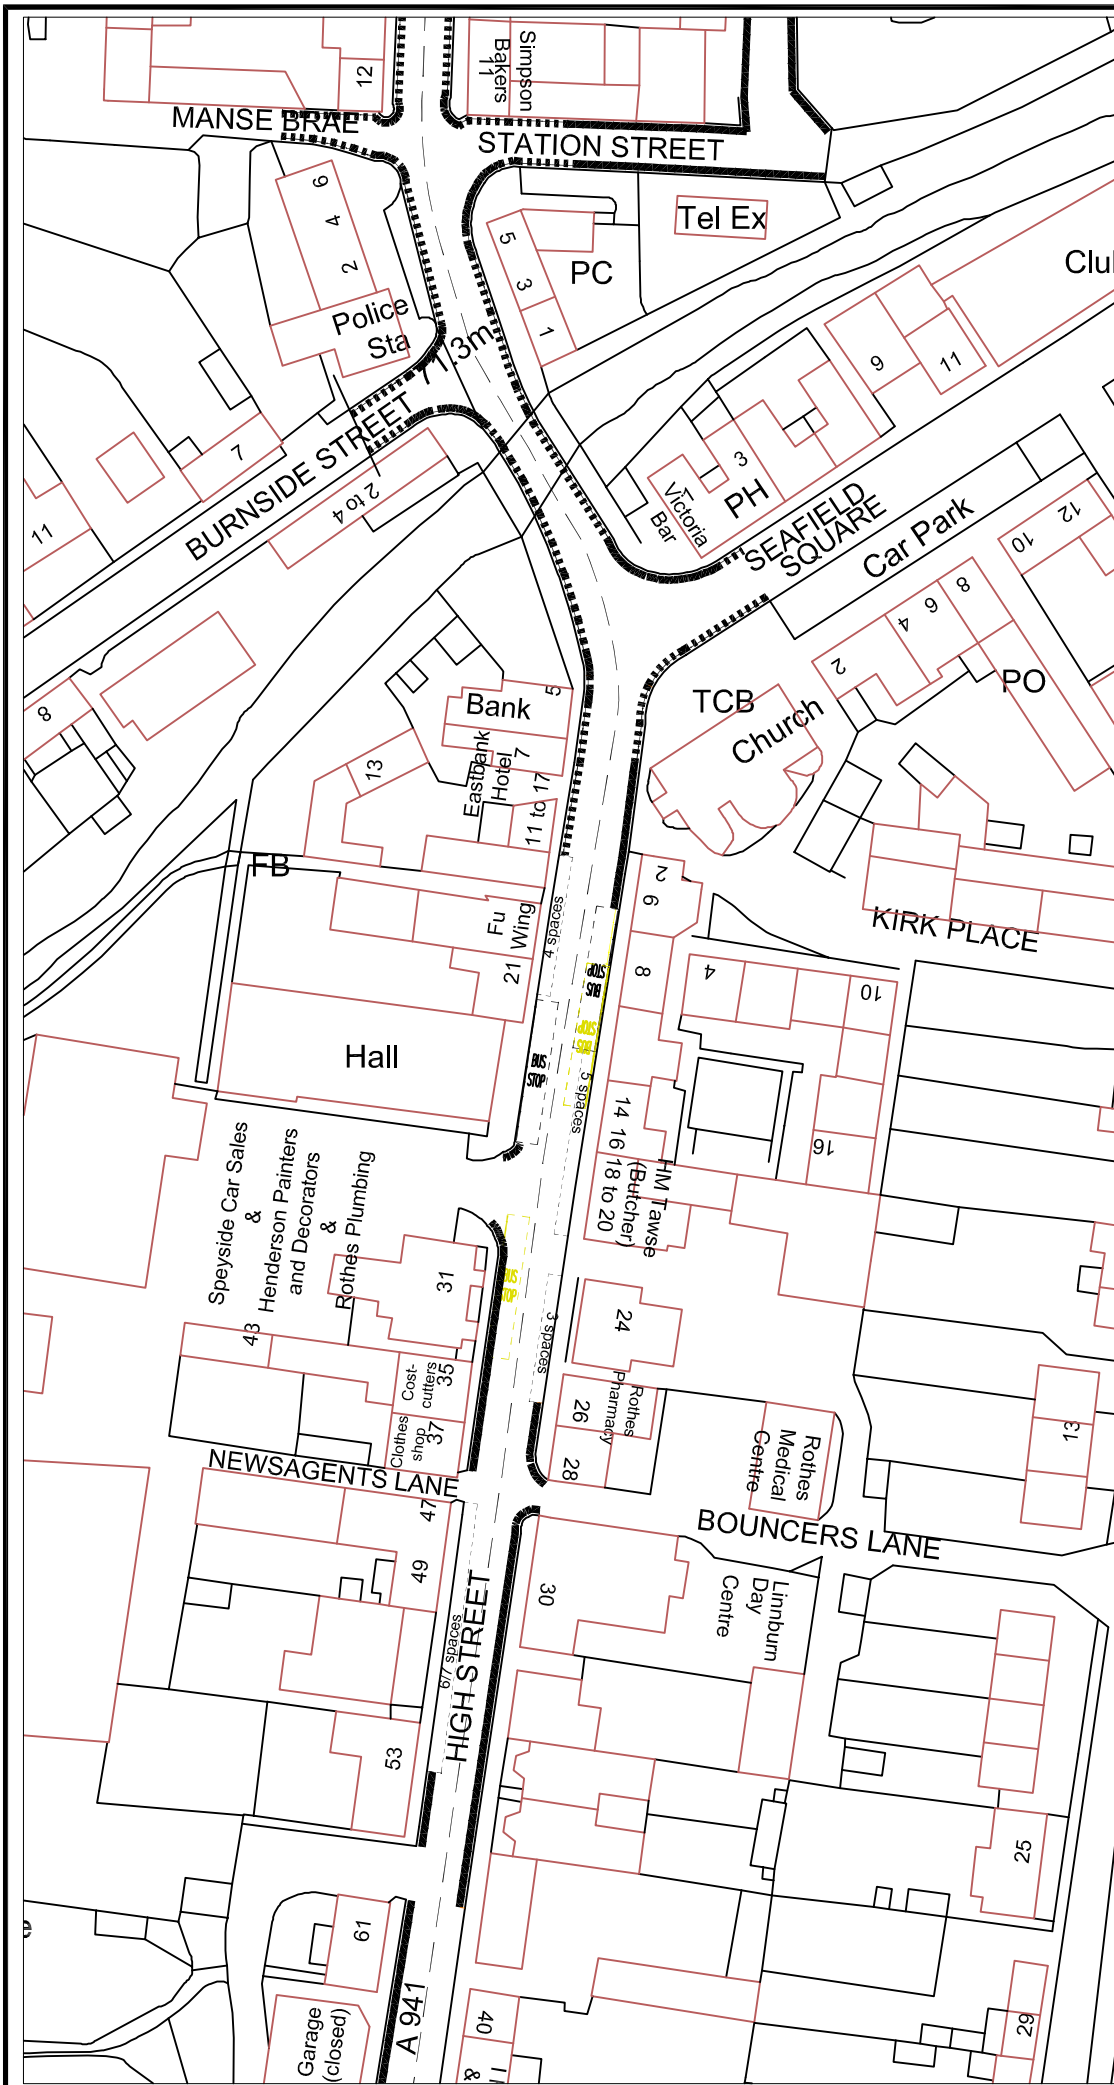 12
Simpson
Bakers
11
MANSE BRAE
STATION STREET
6
4
2
Police
Sta
5
3
1
PC
Tel Ex
71.3m
9
11
3
1
PH
Victoria
Bar
SEAFIELD
SQUARE
Car Park
12
10
7
11
BURNSIDE STREET
2 to 4
8
6
4
2
PO
TCB
Church
8
5
Bank
13
7
Eastbank
Hotel
11 to 17
FB
Fu
Wing
21
4 spaces
2
6
8
KIRK PLACE
4
10
BUS
STOP
BUS
STOP
BUS
STOP
5 spaces
Hall
14
16
18 to 20
HM Tawse
(Butcher)
16
Speyside Car Sales
&
Henderson Painters
and Decorators
&
Rothes Plumbing
31
BUS
STOP
3 spaces
24
43
Cost-
cutters
35
Clothes
shop
37
Rothes
Pharmacy
26
28
Rothes
Medical
Centre
13
NEWSAGENTS LANE
47
49
BOUNCERS LANE
30
Linnburn
Day
Centre
6/7 spaces
HIGH STREET
53
25
61
A 941
Garage
(closed)
40
&
29